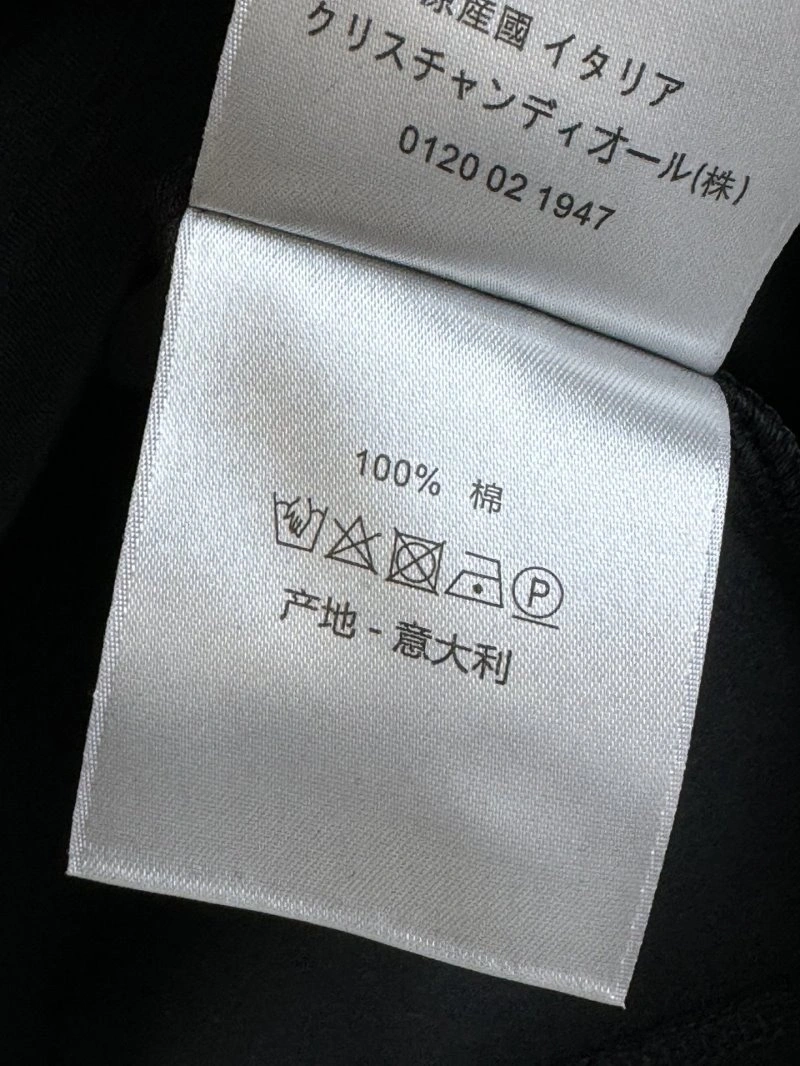 原産國 イタリア
クリスチャンディオール(株)
0120 02 1947
100% 棉
P
产地 - 意大利